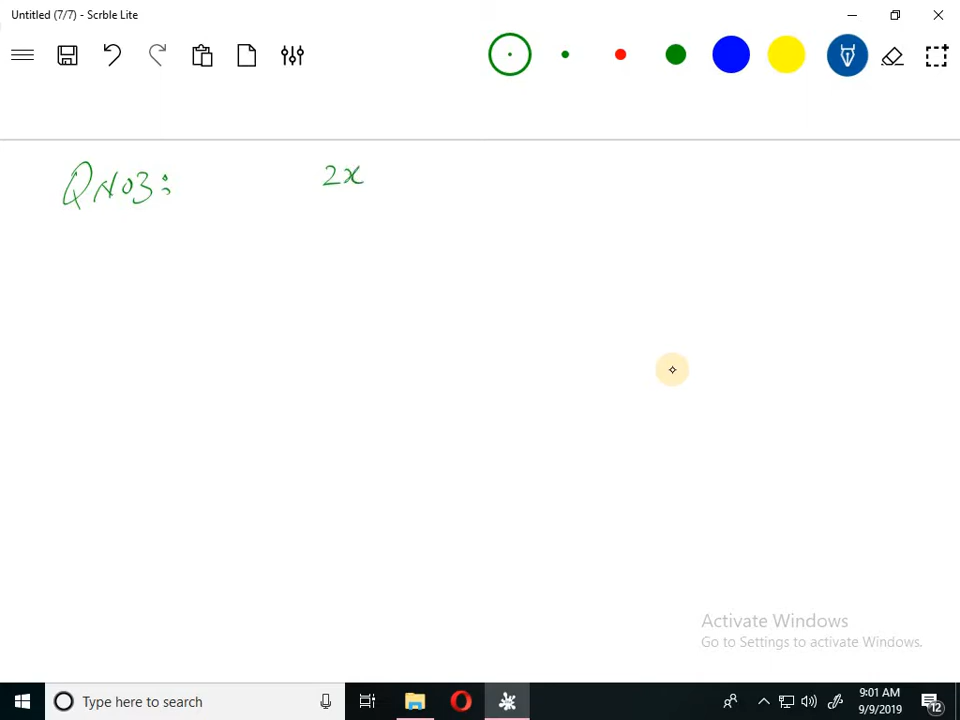 Untitled (7/7) - Scrble Lite
QNO3: 2x
Activate Windows
Go to Settings to activate Windows.
Type here to search
9:01 AM
9/9/2019
12